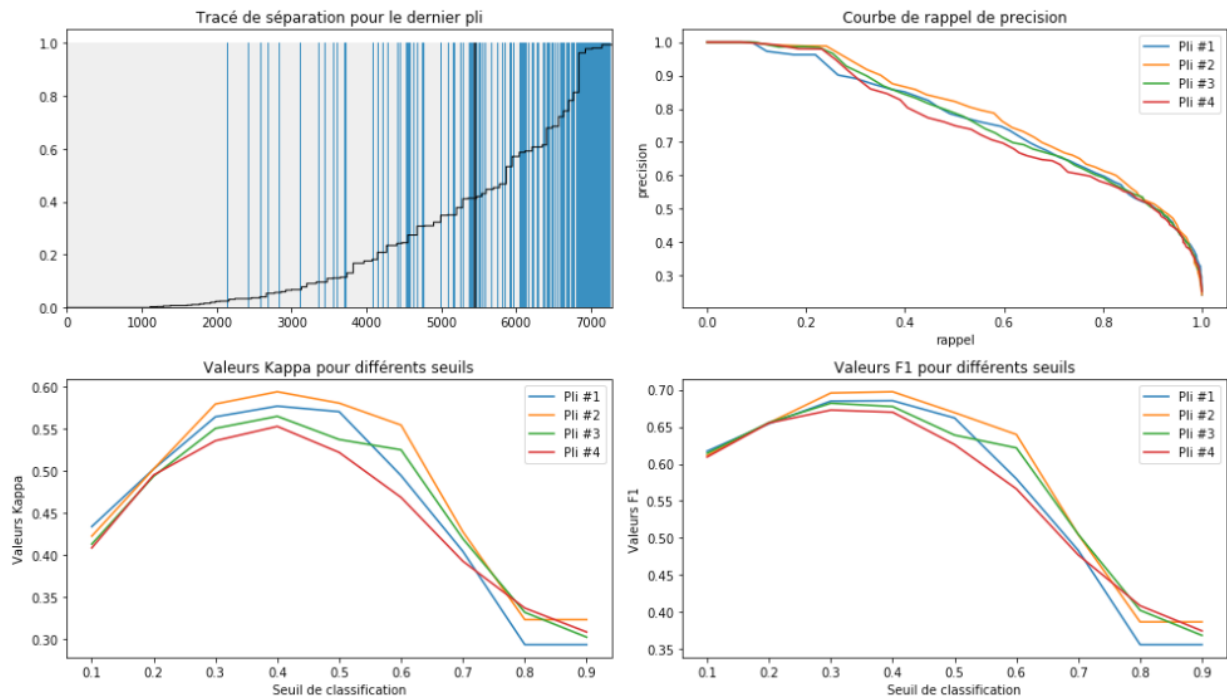 Tracé de séparation pour le dernier pli
1.0
0.8
0.6
0.4
0.2
0.0
0 1000 2000 3000 4000 5000 6000 7000
Courbe de rappel de precision
1.0
0.9
0.8
0.7
0.6
0.5
0.4
0.3
precision
Pli #1
Pli #2
Pli #3
Pli #4
0.0 0.2 0.4 0.6 0.8 1.0
rappel
Valeurs Kappa pour différents seuils
0.60
0.55
0.50
0.45
0.40
0.35
0.30
Valeurs Kappa
Pli #1
Pli #2
Pli #3
Pli #4
0.1 0.2 0.3 0.4 0.5 0.6 0.7 0.8 0.9
Seuil de classification
Valeurs F1 pour différents seuils
0.70
0.65
0.60
0.55
0.50
0.45
0.40
0.35
Valeurs F1
Pli #1
Pli #2
Pli #3
Pli #4
0.1 0.2 0.3 0.4 0.5 0.6 0.7 0.8 0.9
Seuil de classification